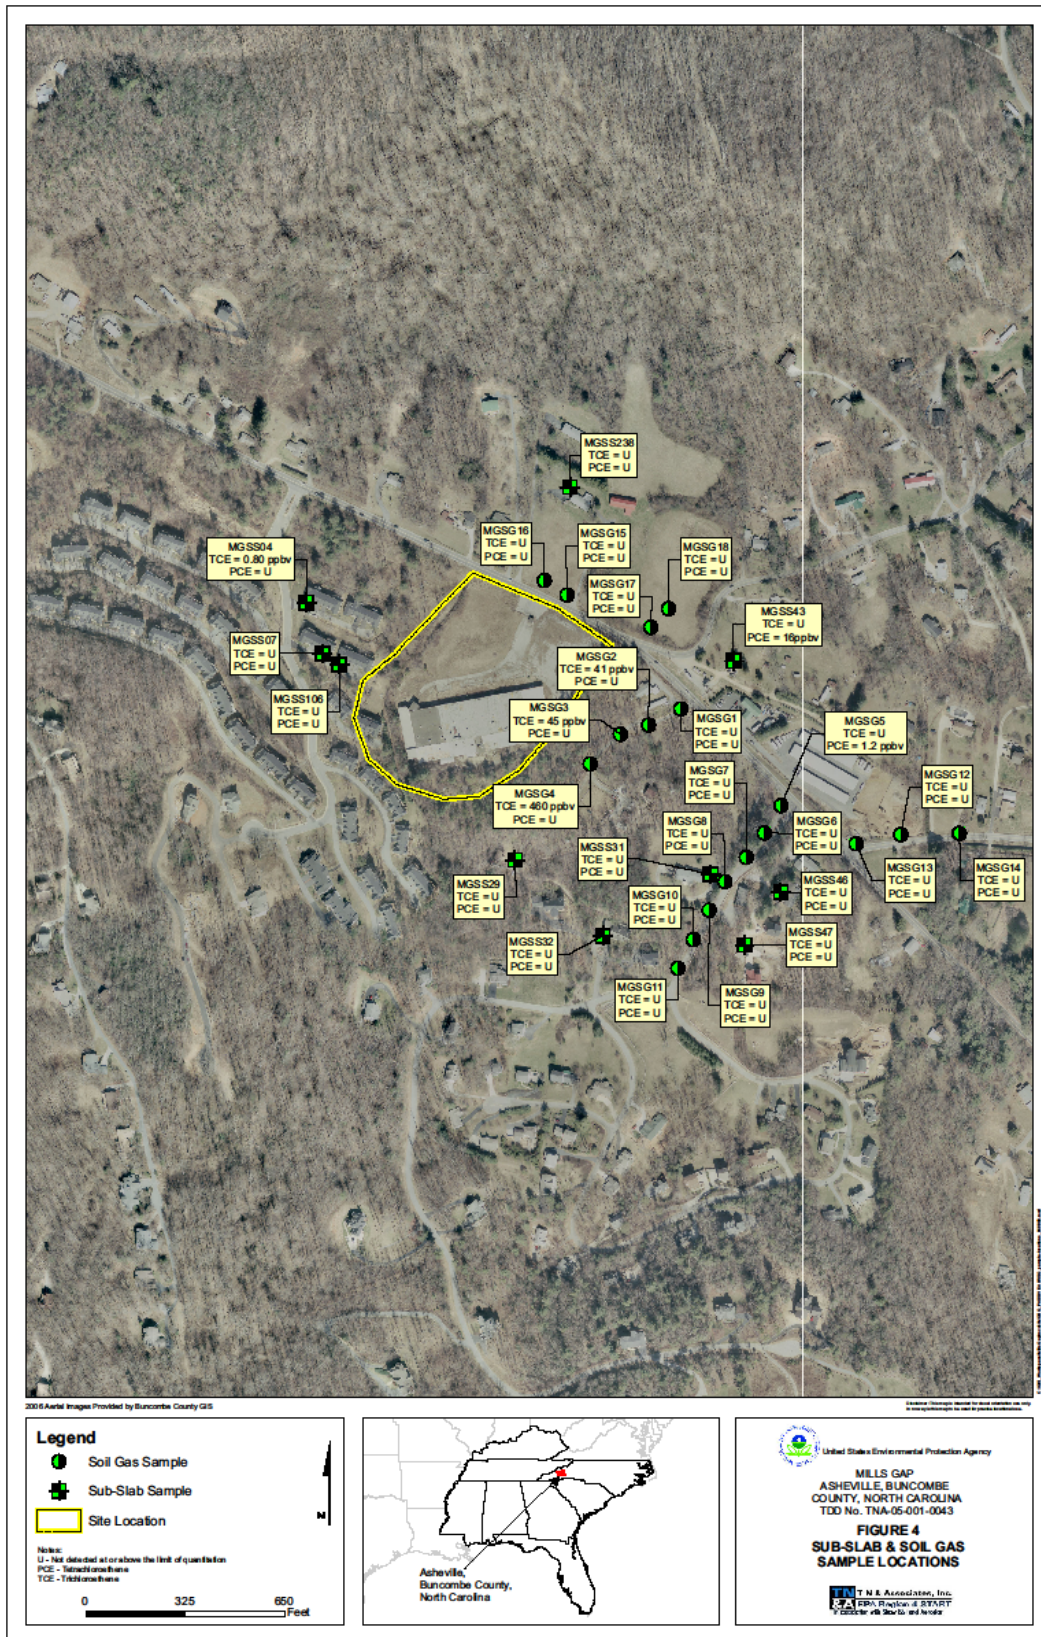 MGSS238
TCE = U
PCE = U
MGSG16
TCE = U
PCE = U
MGSG15
TCE = U
PCE = U
MGSG18
TCE = U
PCE = U
MGSS04
TCE = 0.80 ppbv
PCE = U
MGSG17
TCE = U
PCE = U
MGSS43
TCE = U
PCE = 16ppbv
MGSS07
TCE = U
PCE = U
MGSG2
TCE = 41 ppbv
PCE = U
MGSS106
TCE = U
PCE = U
MGSG3
TCE = 45 ppbv
PCE = U
MGSG1
TCE = U
PCE = U
MGSG5
TCE = U
PCE = 1.2 ppbv
MGSG7
TCE = U
PCE = U
MGSG12
TCE = U
PCE = U
MGSG4
TCE = 460 ppbv
PCE = U
MGSG8
TCE = U
PCE = U
MGSG6
TCE = U
PCE = U
MGSS31
TCE = U
PCE = U
MGSG13
TCE = U
PCE = U
MGSG14
TCE = U
PCE = U
MGSS29
TCE = U
PCE = U
MGSS46
TCE = U
PCE = U
MGSG10
TCE = U
PCE = U
MGSS47
TCE = U
PCE = U
MGSS32
TCE = U
PCE = U
MGSG11
TCE = U
PCE = U
MGSG9
TCE = U
PCE = U
2006 Aerial Images Provided by Buncombe County GIS
Legend
Soil Gas Sample
Sub-Slab Sample
Site Location
N
Notes:
U - Not detected at or above the limit of quantitation
PCE - Tetrachloroethene
TCE - Trichloroethene
0 325 650
Feet
Asheville,
Buncombe County,
North Carolina
United States Environmental Protection Agency
MILLS GAP
ASHEVILLE, BUNCOMBE
COUNTY, NORTH CAROLINA
TDD No. TNA-05-001-0043
FIGURE 4
SUB-SLAB & SOIL GAS
SAMPLE LOCATIONS
TN&A
T N & Associates, Inc.
EPA Region 4 START